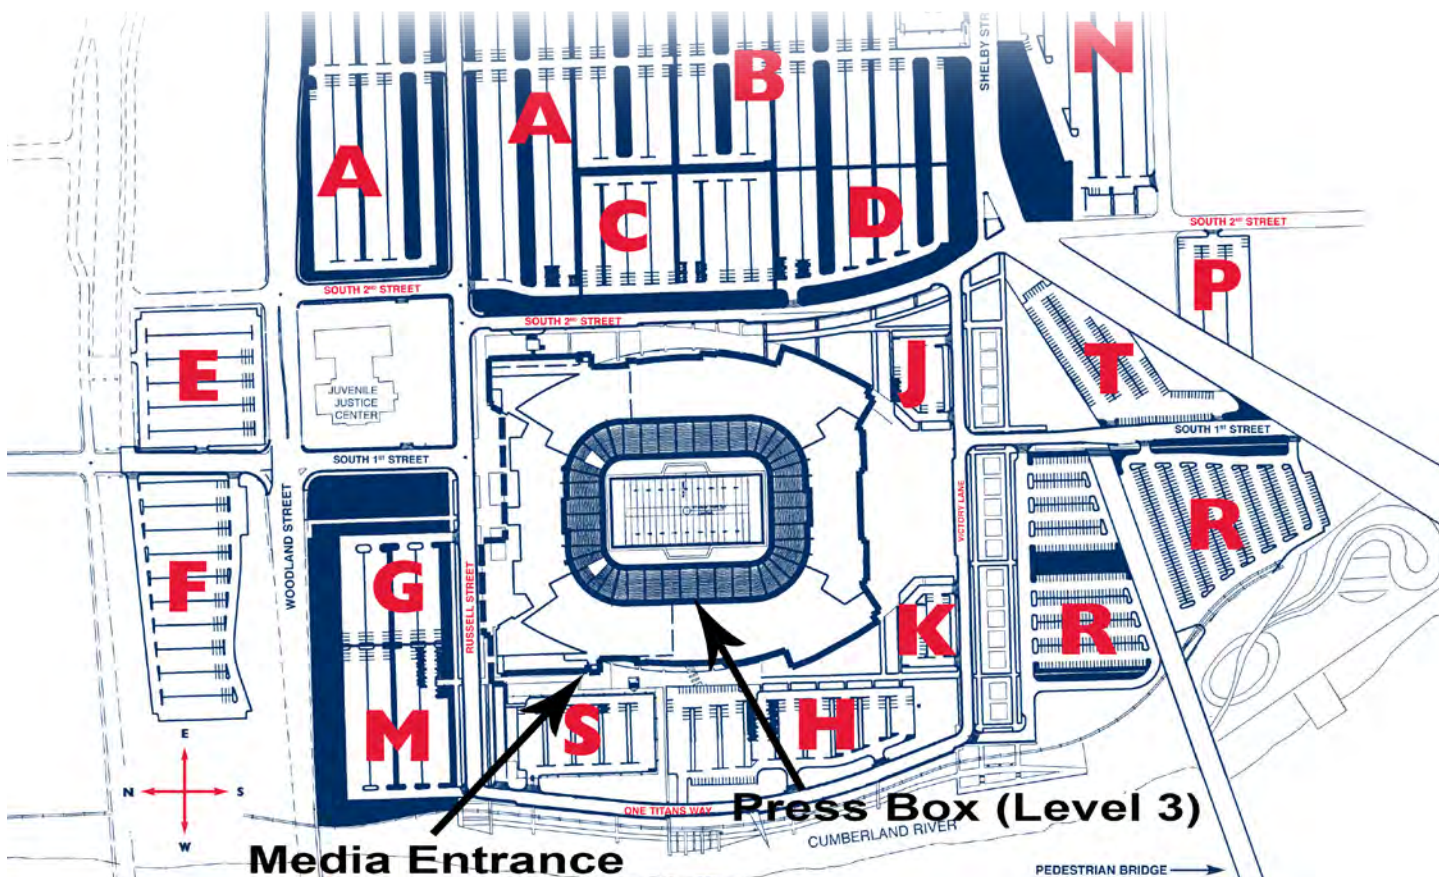 SHELBY STR
N
B
A
A
C
D
SOUTH 2ND STREET
P
SOUTH 2ND STREET
SOUTH 2ND STREET
E
JUVENILE
JUSTICE
CENTER
J
T
SOUTH 1ST STREET
SOUTH 1ST STREET
WOODLAND STREET
RUSSELL STREET
VICTORY LANE
F
G
R
R
K
M
S
H
E
N
S
W
ONE TITANS WAY
Press Box (Level 3)
CUMBERLAND RIVER
Media Entrance
PEDESTRIAN BRIDGE